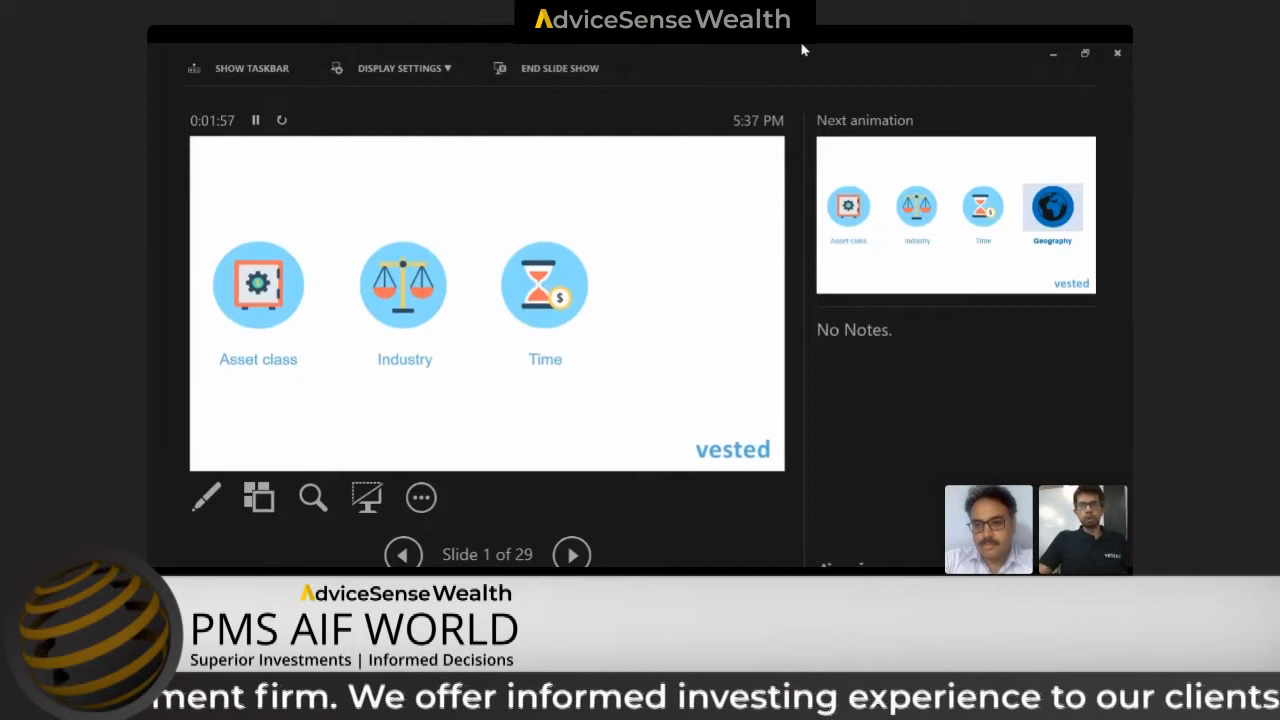 AdviceSense Wealth
SHOW TASKBAR
DISPLAY SETTINGS ▼
END SLIDE SHOW
0:01:57
5:37 PM
Asset class
Industry
Time
vested
Next animation
Asset class
Industry
Time
Geography
vested
No Notes.
Slide 1 of 29
vested
AdviceSense Wealth
PMS AIF WORLD
Superior Investments | Informed Decisions
ment firm. We offer informed investing experience to our clients